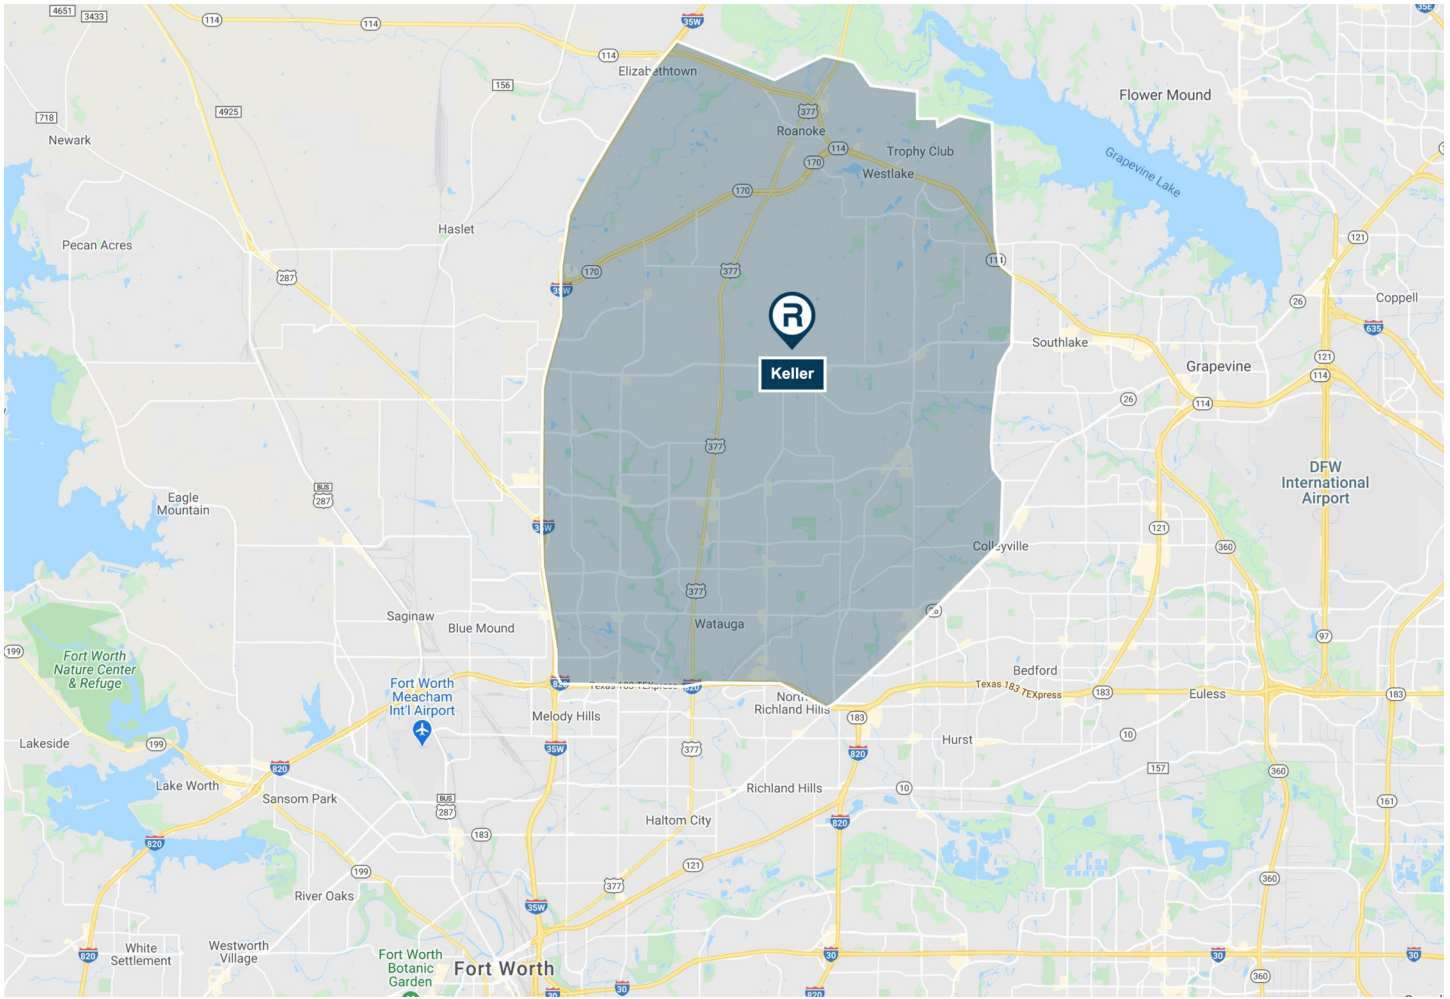 4651
3433
114
114
35W
35E
114
Elizabethtown
156
Flower Mound
718
4925
377
Newark
Roanoke
114
Trophy Club
170
Westlake
Grapevine Lake
170
Haslet
121
Pecan Acres
114
287
170
377
35W
26
Coppell
R
635
Southlake
121
Keller
Grapevine
114
26
114
377
DFW
International
Airport
BUS
287
Eagle
Mountain
35W
121
360
Colleyville
377
26
Saginaw
Blue Mound
Watauga
97
199
Fort Worth
Nature Center
& Refuge
Bedford
Fort Worth
Meacham
Int'l Airport
820
Texas 183 TEXpress
820
Texas 183 TEXpress
183
Euless
183
North
Richland Hills
Melody Hills
183
Lakeside
199
35W
377
820
Hurst
10
820
157
360
Lake Worth
Sansom Park
BUS
287
Richland Hills
10
161
820
183
Haltom City
820
199
121
377
360
River Oaks
35W
White
Settlement
Westworth
Village
820
Fort Worth
Botanic
Garden
Fort Worth
30
30
30
360
30
30
820